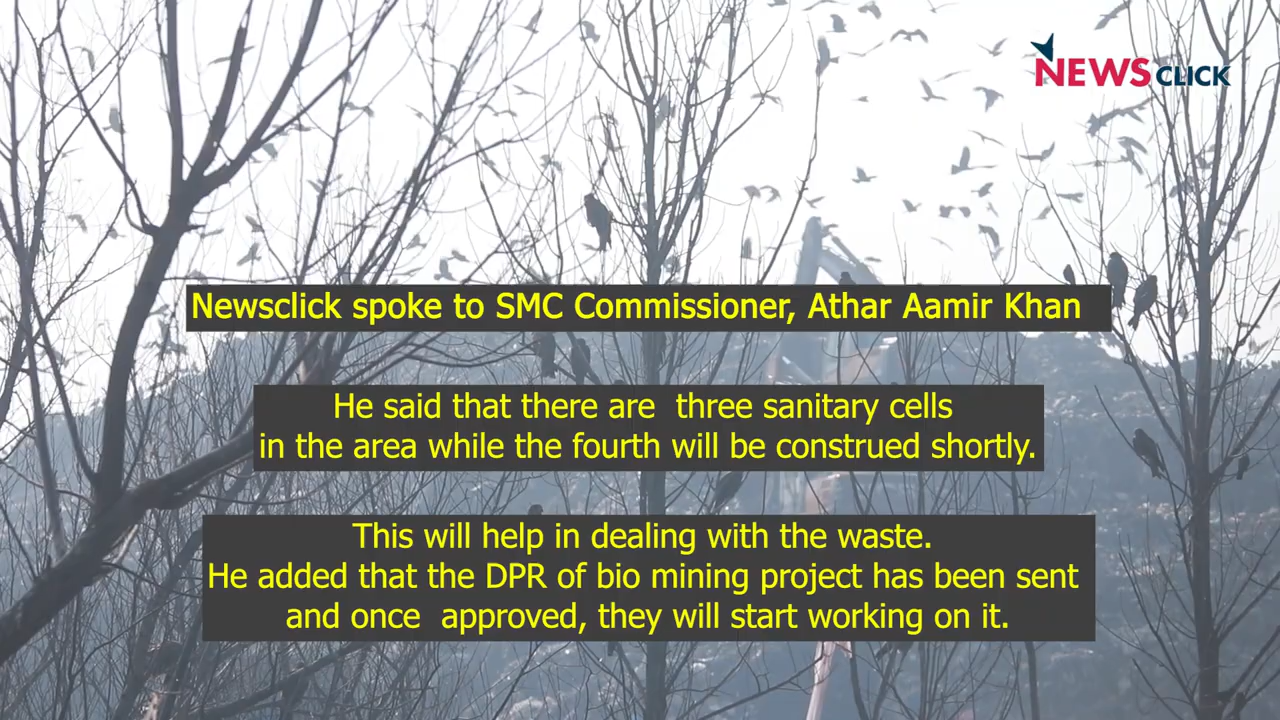 NEWSCLICK
Newsclick spoke to SMC Commissioner, Athar Aamir Khan
He said that there are three sanitary cells
in the area while the fourth will be construed shortly.
This will help in dealing with the waste.
He added that the DPR of bio mining project has been sent
and once approved, they will start working on it.